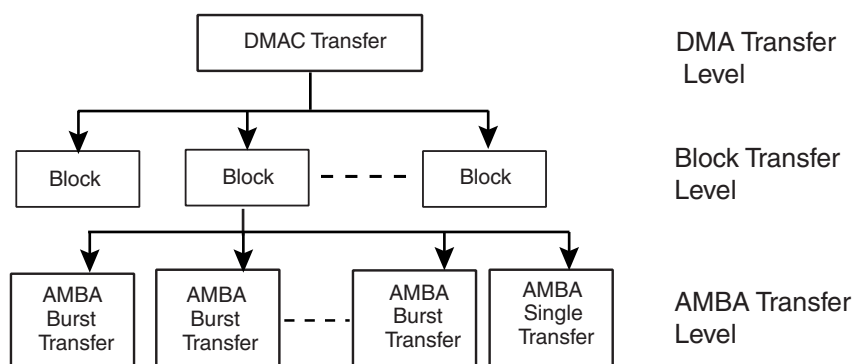 DMAC Transfer
DMA Transfer
Level
Block
Block
Block
Block Transfer
Level
AMBA
Burst
Transfer
AMBA
Burst
Transfer
AMBA
Burst
Transfer
AMBA
Single
Transfer
AMBA Transfer
Level